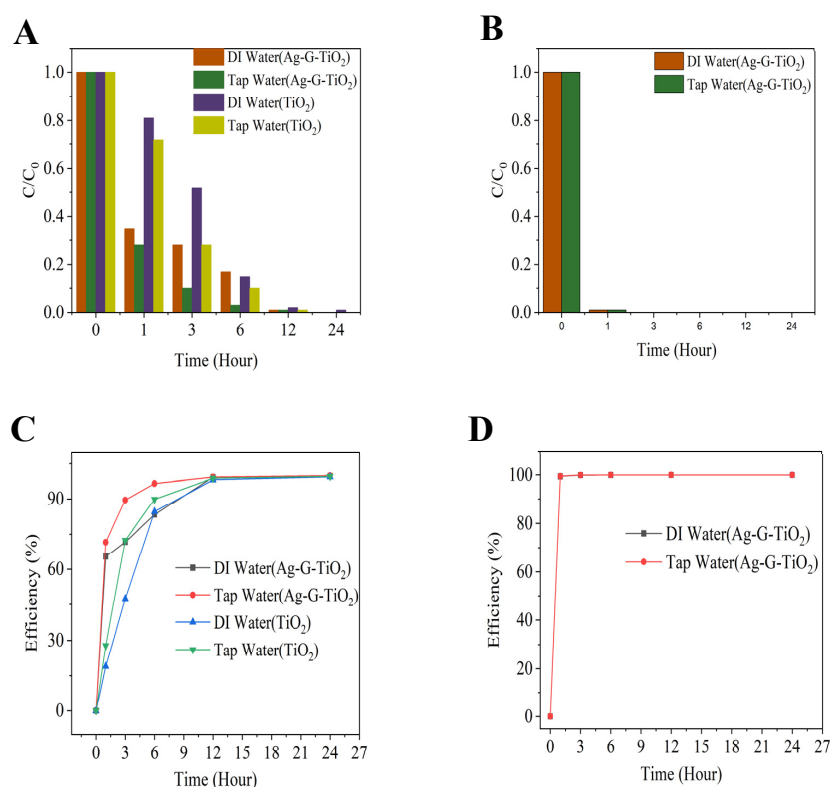 A
DI Water(Ag-G-TiO₂)
Tap Water(Ag-G-TiO₂)
DI Water(TiO₂)
Tap Water(TiO₂)
1.0
0.8
0.6
0.4
0.2
0.0
C/C₀
0 1 3 6 12 24
Time (Hour)
B
DI Water(Ag-G-TiO₂)
Tap Water(Ag-G-TiO₂)
1.0
0.8
0.6
0.4
0.2
0.0
C/C₀
0 1 3 6 12 24
Time (Hour)
C
90
60
30
0
Efficiency (%)
DI Water(Ag-G-TiO₂)
Tap Water(Ag-G-TiO₂)
DI Water(TiO₂)
Tap Water(TiO₂)
0 3 6 9 12 15 18 21 24 27
Time (Hour)
D
100
80
60
40
20
0
Efficiency (%)
DI Water(Ag-G-TiO₂)
Tap Water(Ag-G-TiO₂)
0 3 6 9 12 15 18 21 24 27
Time (Hour)